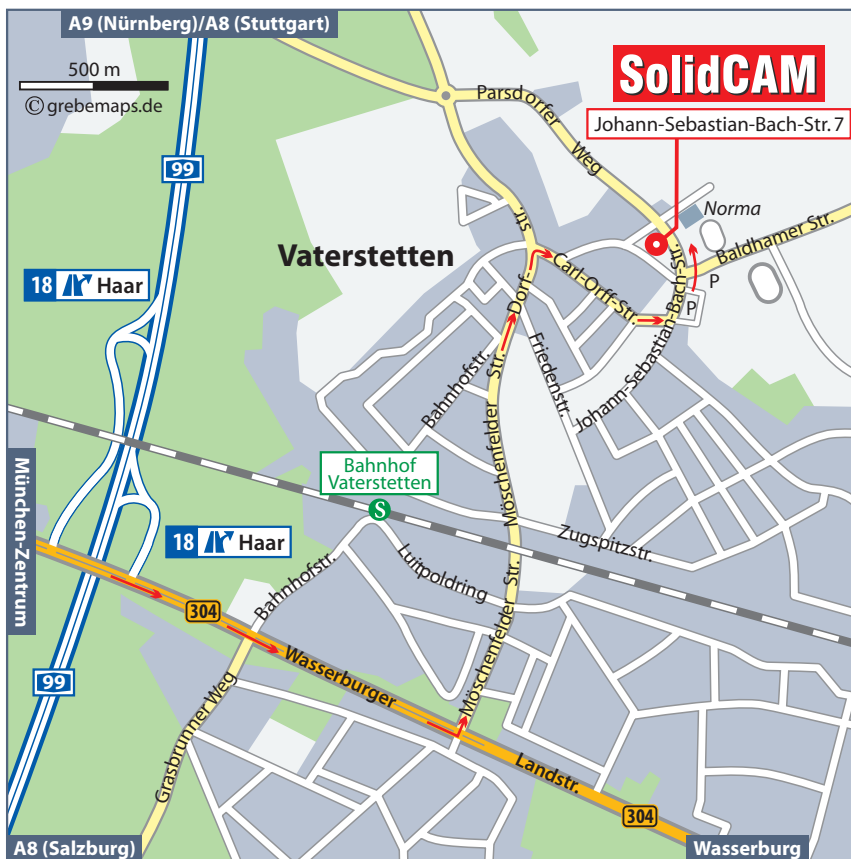 A9 (Nürnberg)/A8 (Stuttgart)
500 m
© grebemaps.de
SolidCAM
Johann-Sebastian-Bach-Str. 7
Parsdorfer
Weg
99
Norma
Baldhamer Str.
Vaterstetten
18 Haar
Dorf-
str.
Carl-Orff-Str.
P
P
Johann-Sebastian-Bach-Str.
Friedenstr.
Bahnhofstr.
Möschenfelder Str.
Bahnhof
Vaterstetten
S
München-Zentrum
18 Haar
Zugspitzstr.
Luitpoldring
Bahnhofstr.
304
Möschenfelder Str.
Wasserburger
Landstr.
99
Grasbrunner Weg
304
A8 (Salzburg)
Wasserburg